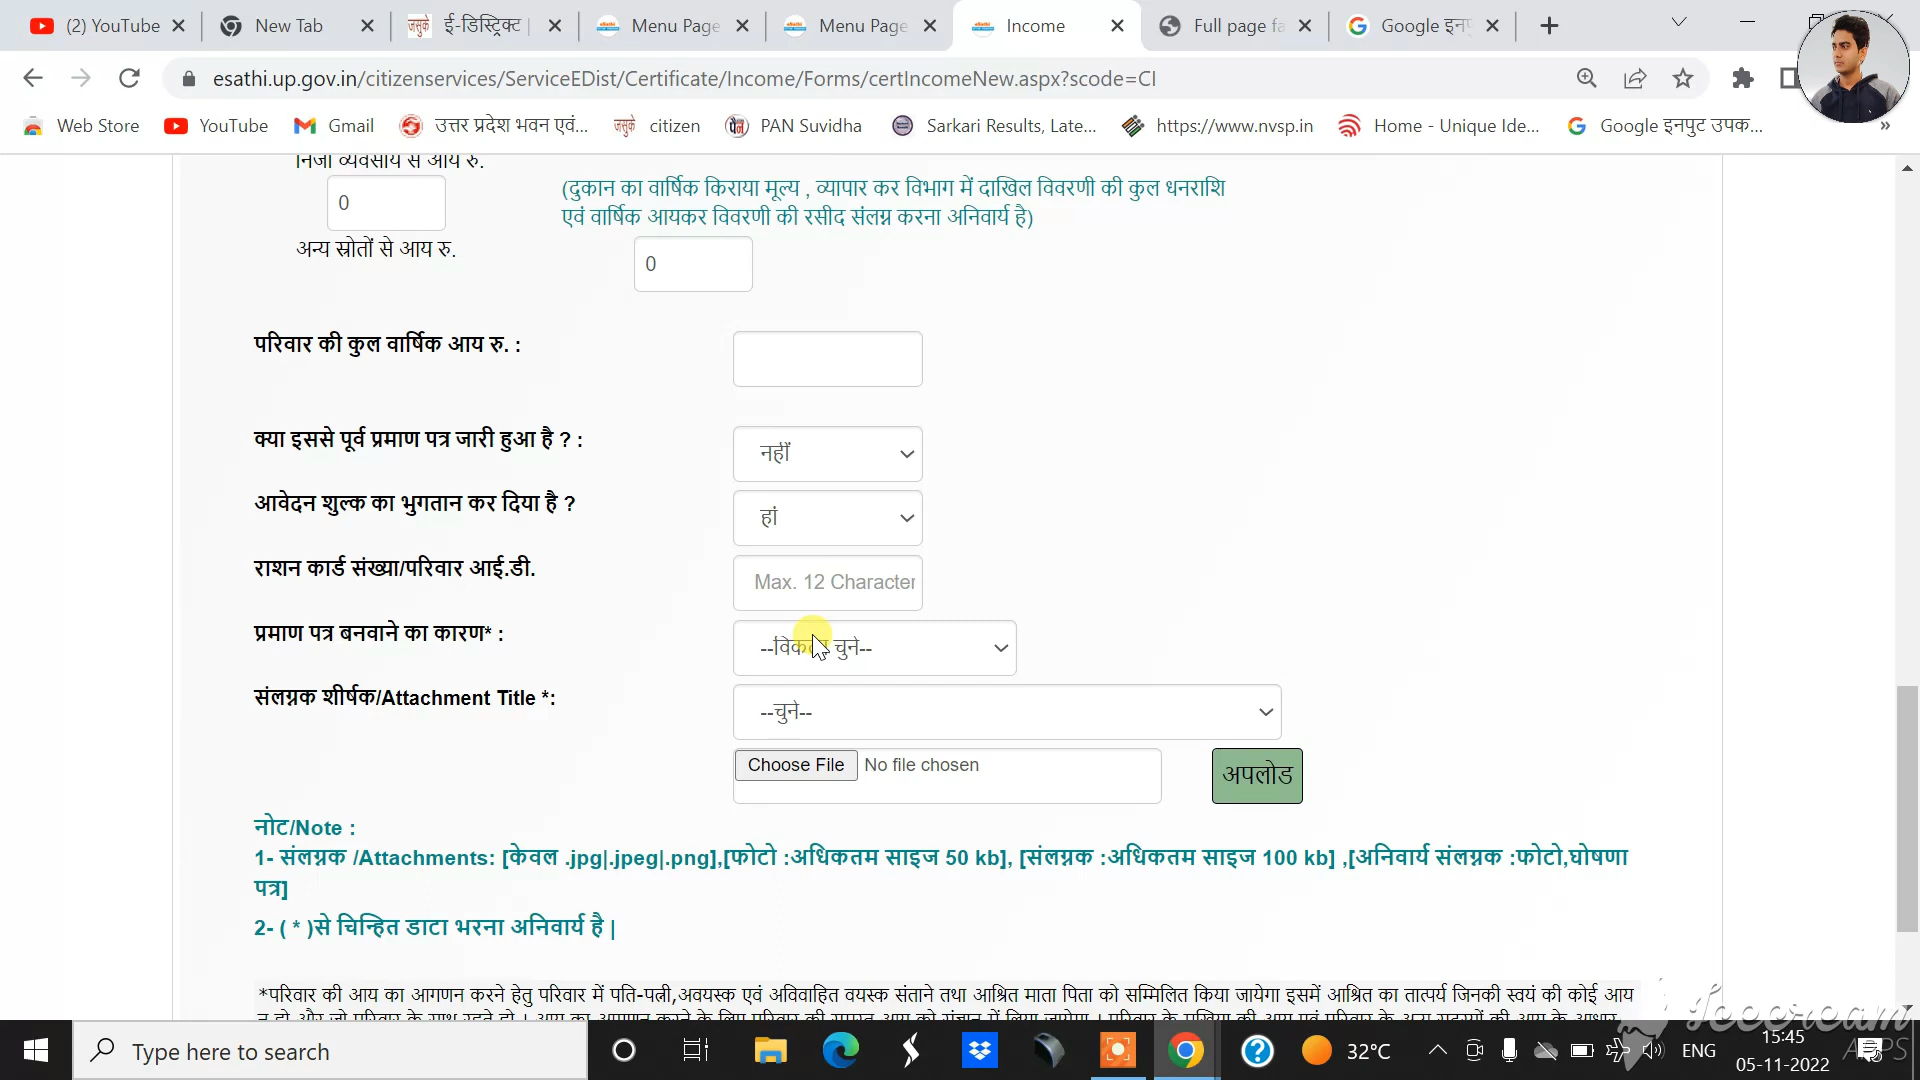 (2) YouTube
New Tab
ई-डिस्ट्रिक्ट
Menu Page
Menu Page
Income
Full page
Google इन
esathi.up.gov.in/citizenservices/ServiceEDist/Certificate/Income/Forms/certIncomeNew.aspx?scode=CI
Web Store
YouTube
Gmail
उत्तर प्रदेश भवन एवं...
citizen
PAN Suvidha
Sarkari Results, Late...
https://www.nvsp.in
Home - Unique Ide...
Google इनपुट उपक...
»
निजी व्यवसाय से आय रु.
0
(दुकान का वार्षिक किराया मूल्य , व्यापार कर विभाग में दाखिल विवरणी की कुल धनराशि
एवं वार्षिक आयकर विवरणी की रसीद संलग्न करना अनिवार्य है)
अन्य स्रोतों से आय रु.
0
परिवार की कुल वार्षिक आय रु. :
क्या इससे पूर्व प्रमाण पत्र जारी हुआ है ? :
नहीं
आवेदन शुल्क का भुगतान कर दिया है ?
हां
राशन कार्ड संख्या/परिवार आई.डी.
Max. 12 Character
प्रमाण पत्र बनवाने का कारण* :
--विकल्प चुने--
संलग्नक शीर्षक/Attachment Title *:
--चुने--
Choose File No file chosen
अपलोड
नोट/Note :
1- संलग्नक /Attachments: [केवल .jpg|.jpeg|.png],[फोटो :अधिकतम साइज 50 kb], [संलग्नक :अधिकतम साइज 100 kb] ,[अनिवार्य संलग्नक :फोटो,घोषणा
पत्र]
2- ( * )से चिन्हित डाटा भरना अनिवार्य है |
*परिवार की आय का आगणन करने हेतु परिवार में पति-पत्नी,अवयस्क एवं अविवाहित वयस्क संताने तथा आश्रित माता पिता को सम्मिलित किया जायेगा इसमें आश्रित का तात्पर्य जिनकी स्वयं की कोई आय
Icecream
APPS
Type here to search
32°C
ENG
15:45
05-11-2022